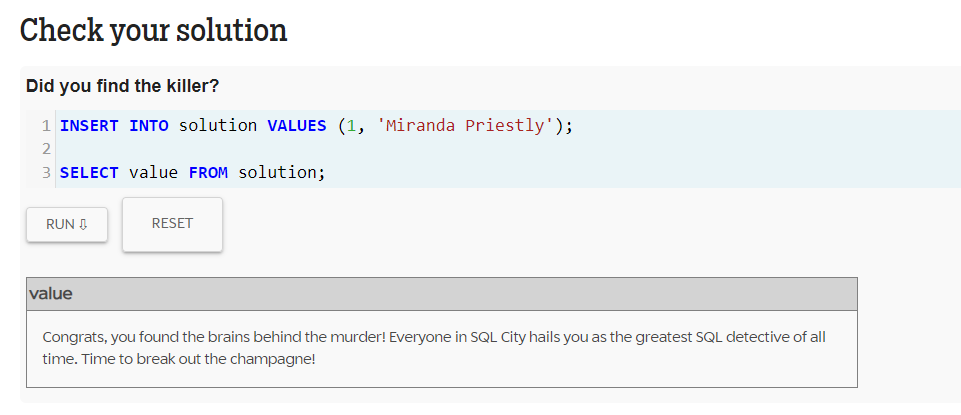 Check your solution
Did you find the killer?
1 INSERT INTO solution VALUES (1, 'Miranda Priestly');
2
3 SELECT value FROM solution;
RUN ⇩ RESET
value
Congrats, you found the brains behind the murder! Everyone in SQL City hails you as the greatest SQL detective of all
time. Time to break out the champagne!